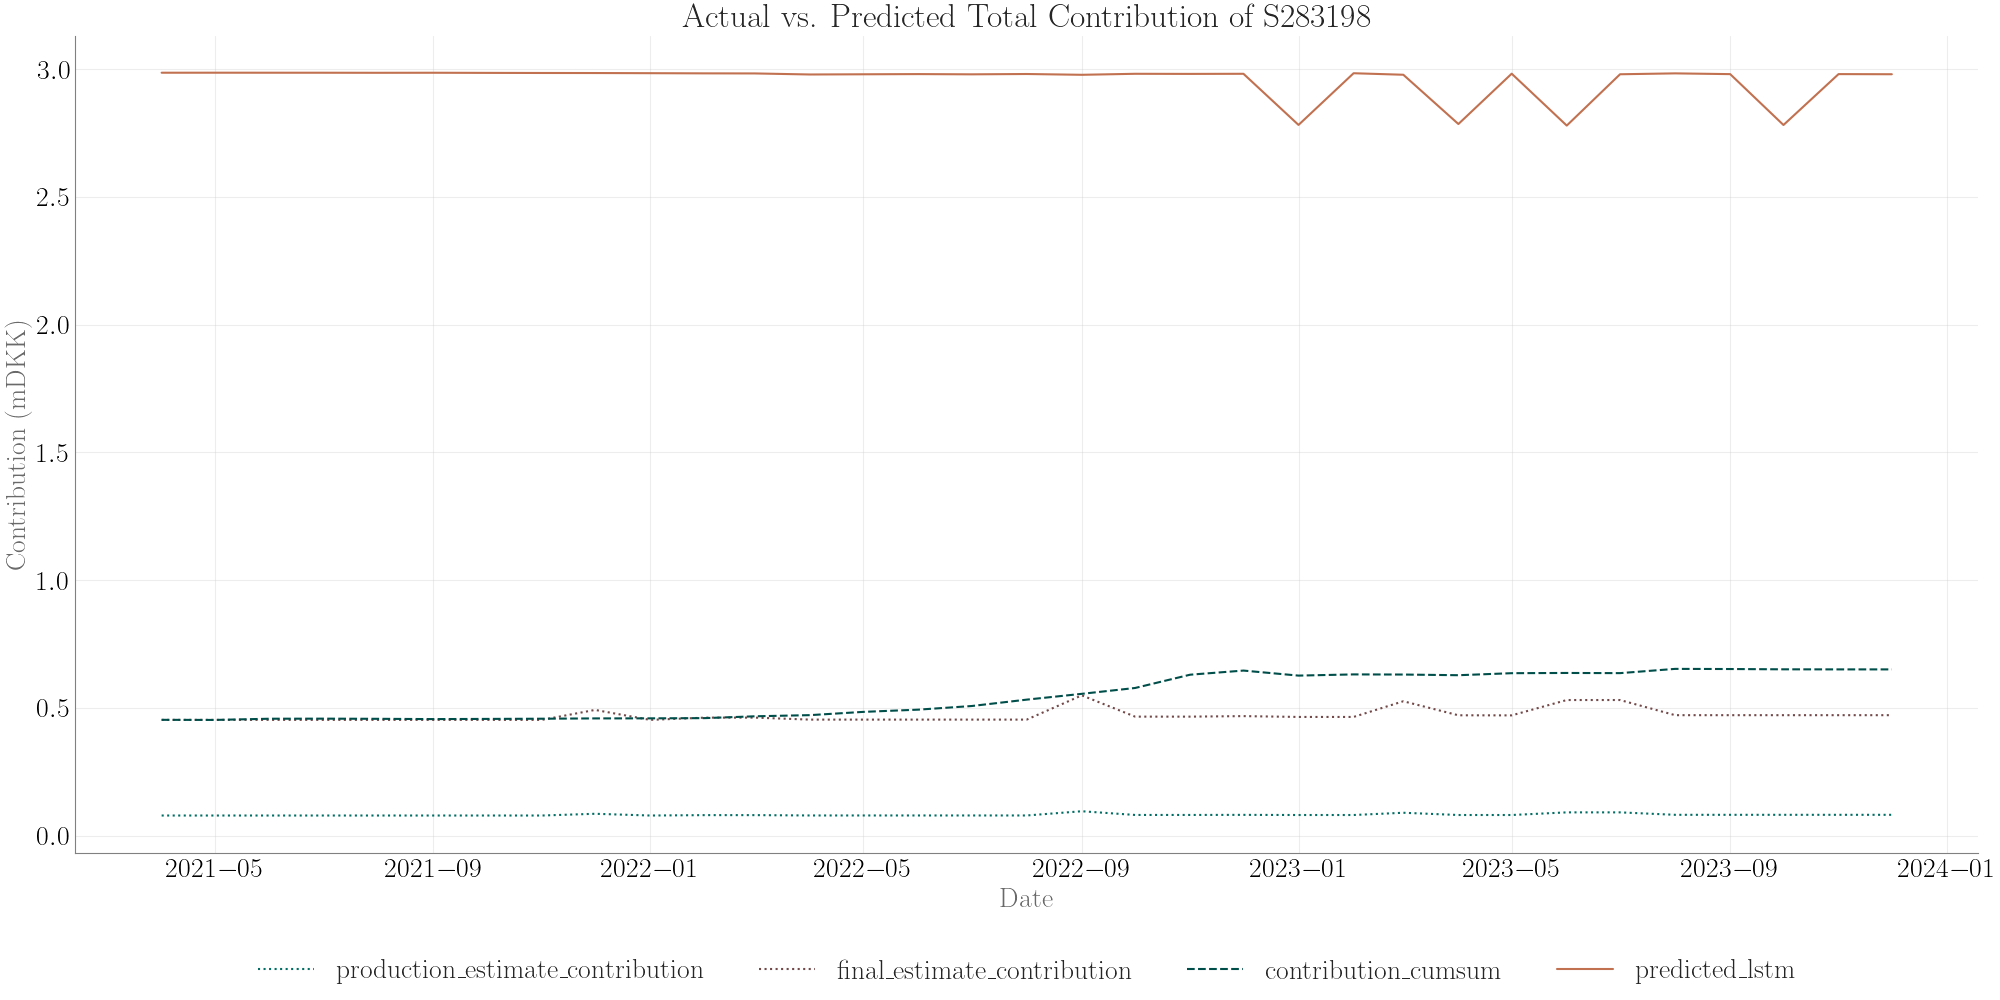 Actual vs. Predicted Total Contribution of S283198
Contribution (mDKK)
3.0
2.5
2.0
1.5
1.0
0.5
0.0
2021−05 2021−09 2022−01 2022−05 2022−09 2023−01 2023−05 2023−09 2024−01
Date
production_estimate_contribution final_estimate_contribution contribution_cumsum predicted_lstm